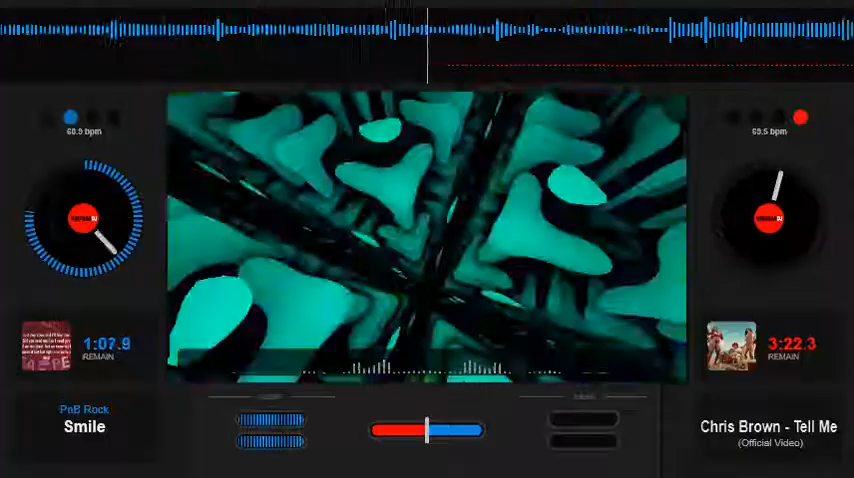 60.9 bpm
69.5 bpm
1:07.9
REMAIN
3:22.3
REMAIN
PnB Rock
Smile
Chris Brown - Tell Me
(Official Video)